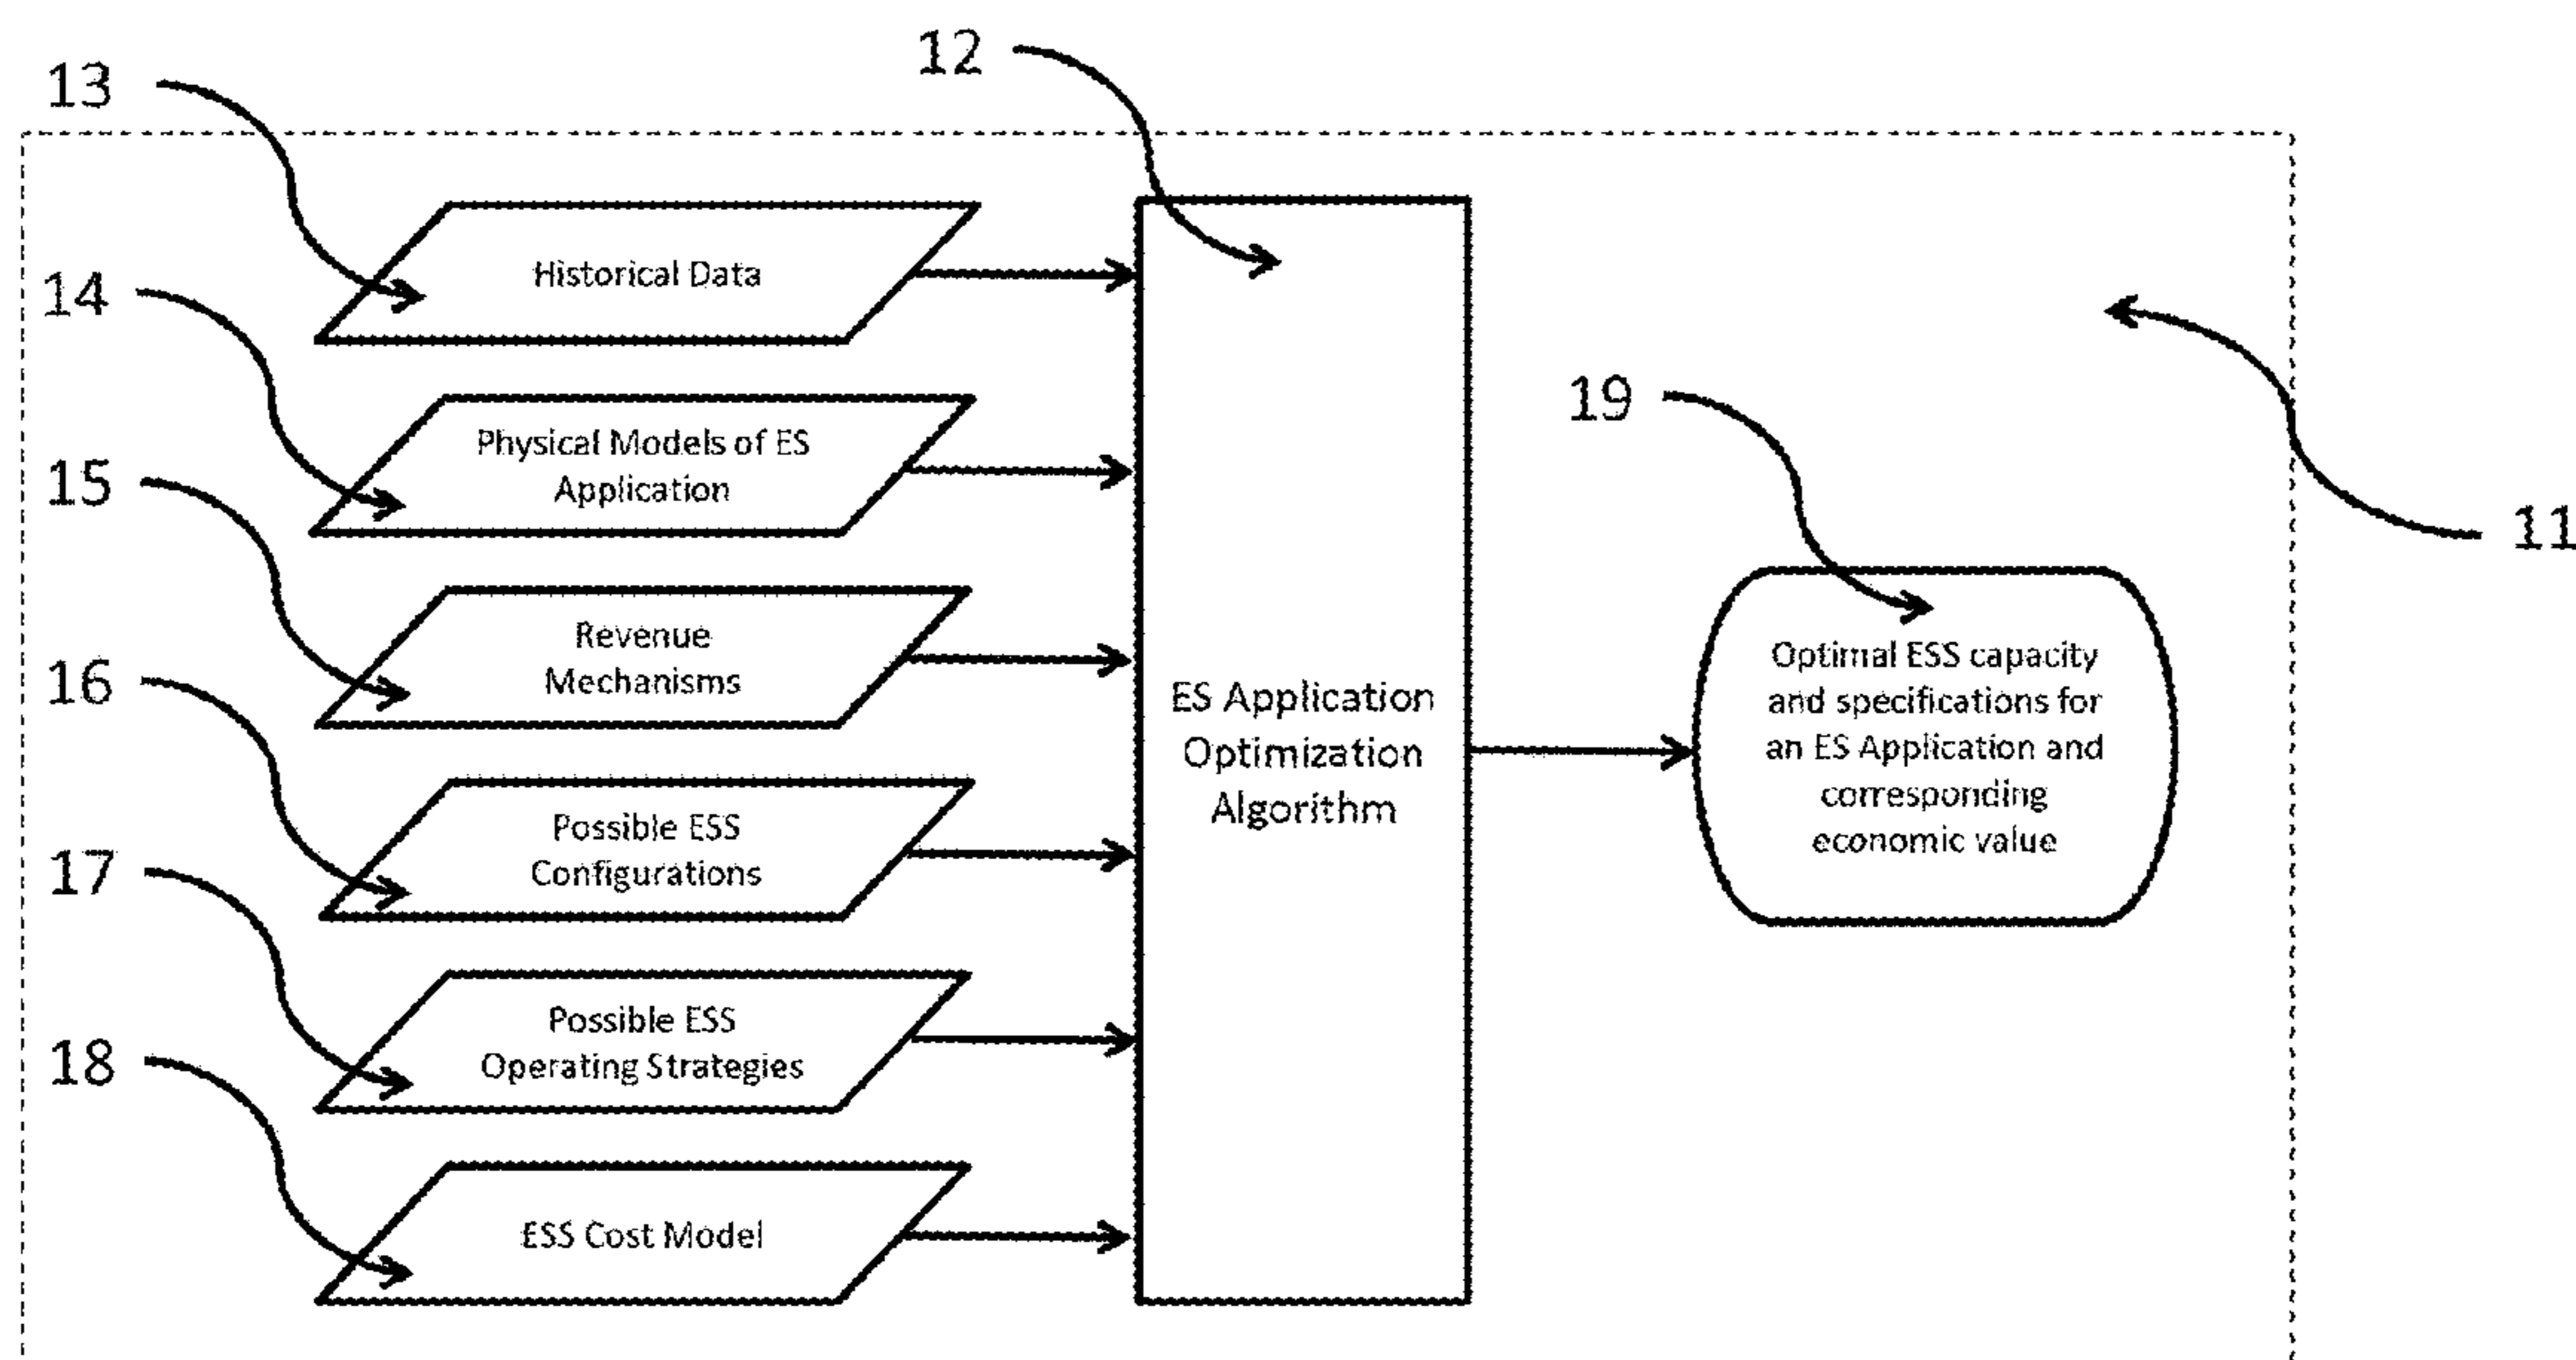 12
13
Historical Data
14
Physical Models of ES
Application
15
Revenue
Mechanisms
16
Possible ESS
Configurations
17
Possible ESS
Operating Strategies
18
ESS Cost Model
ES Application
Optimization
Algorithm
19
11
Optimal ESS capacity
and specifications for
an ES Application and
corresponding
economic value